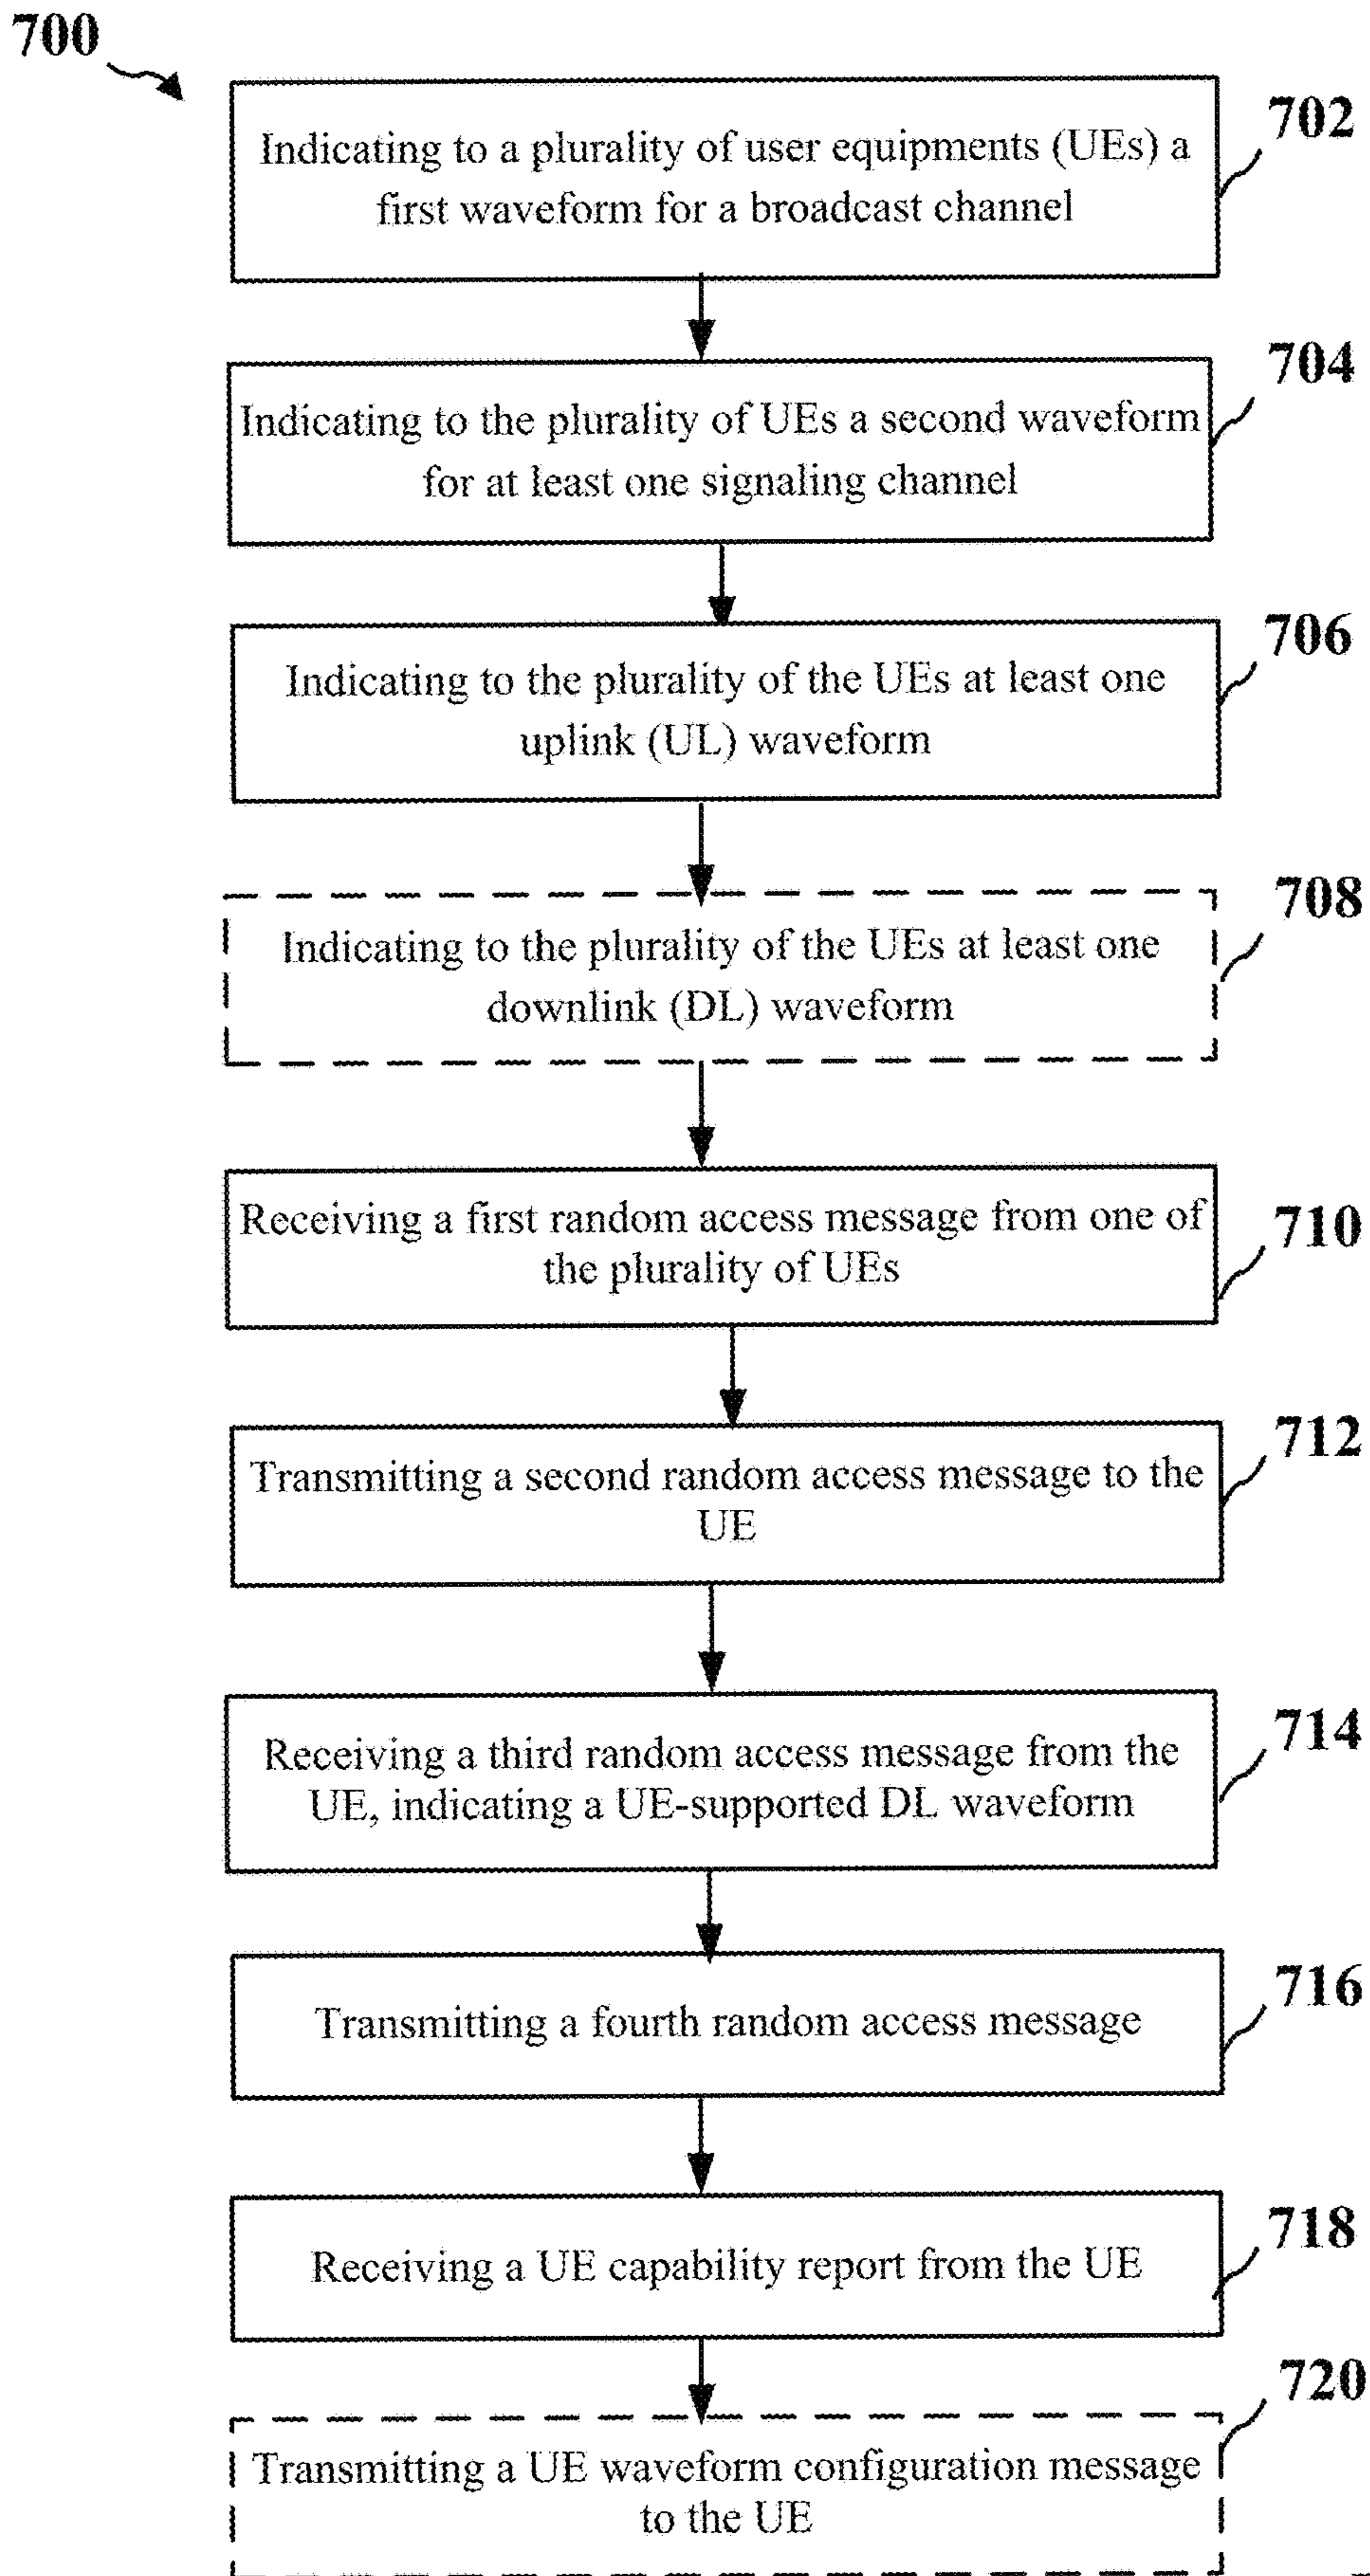 700
702
Indicating to a plurality of user equipments (UEs) a
first waveform for a broadcast channel
704
Indicating to the plurality of UEs a second waveform
for at least one signaling channel
706
Indicating to the plurality of the UEs at least one
uplink (UL) waveform
708
Indicating to the plurality of the UEs at least one
downlink (DL) waveform
710
Receiving a first random access message from one of
the plurality of UEs
712
Transmitting a second random access message to the
UE
714
Receiving a third random access message from the
UE, indicating a UE-supported DL waveform
716
Transmitting a fourth random access message
718
Receiving a UE capability report from the UE
720
Transmitting a UE waveform configuration message
to the UE